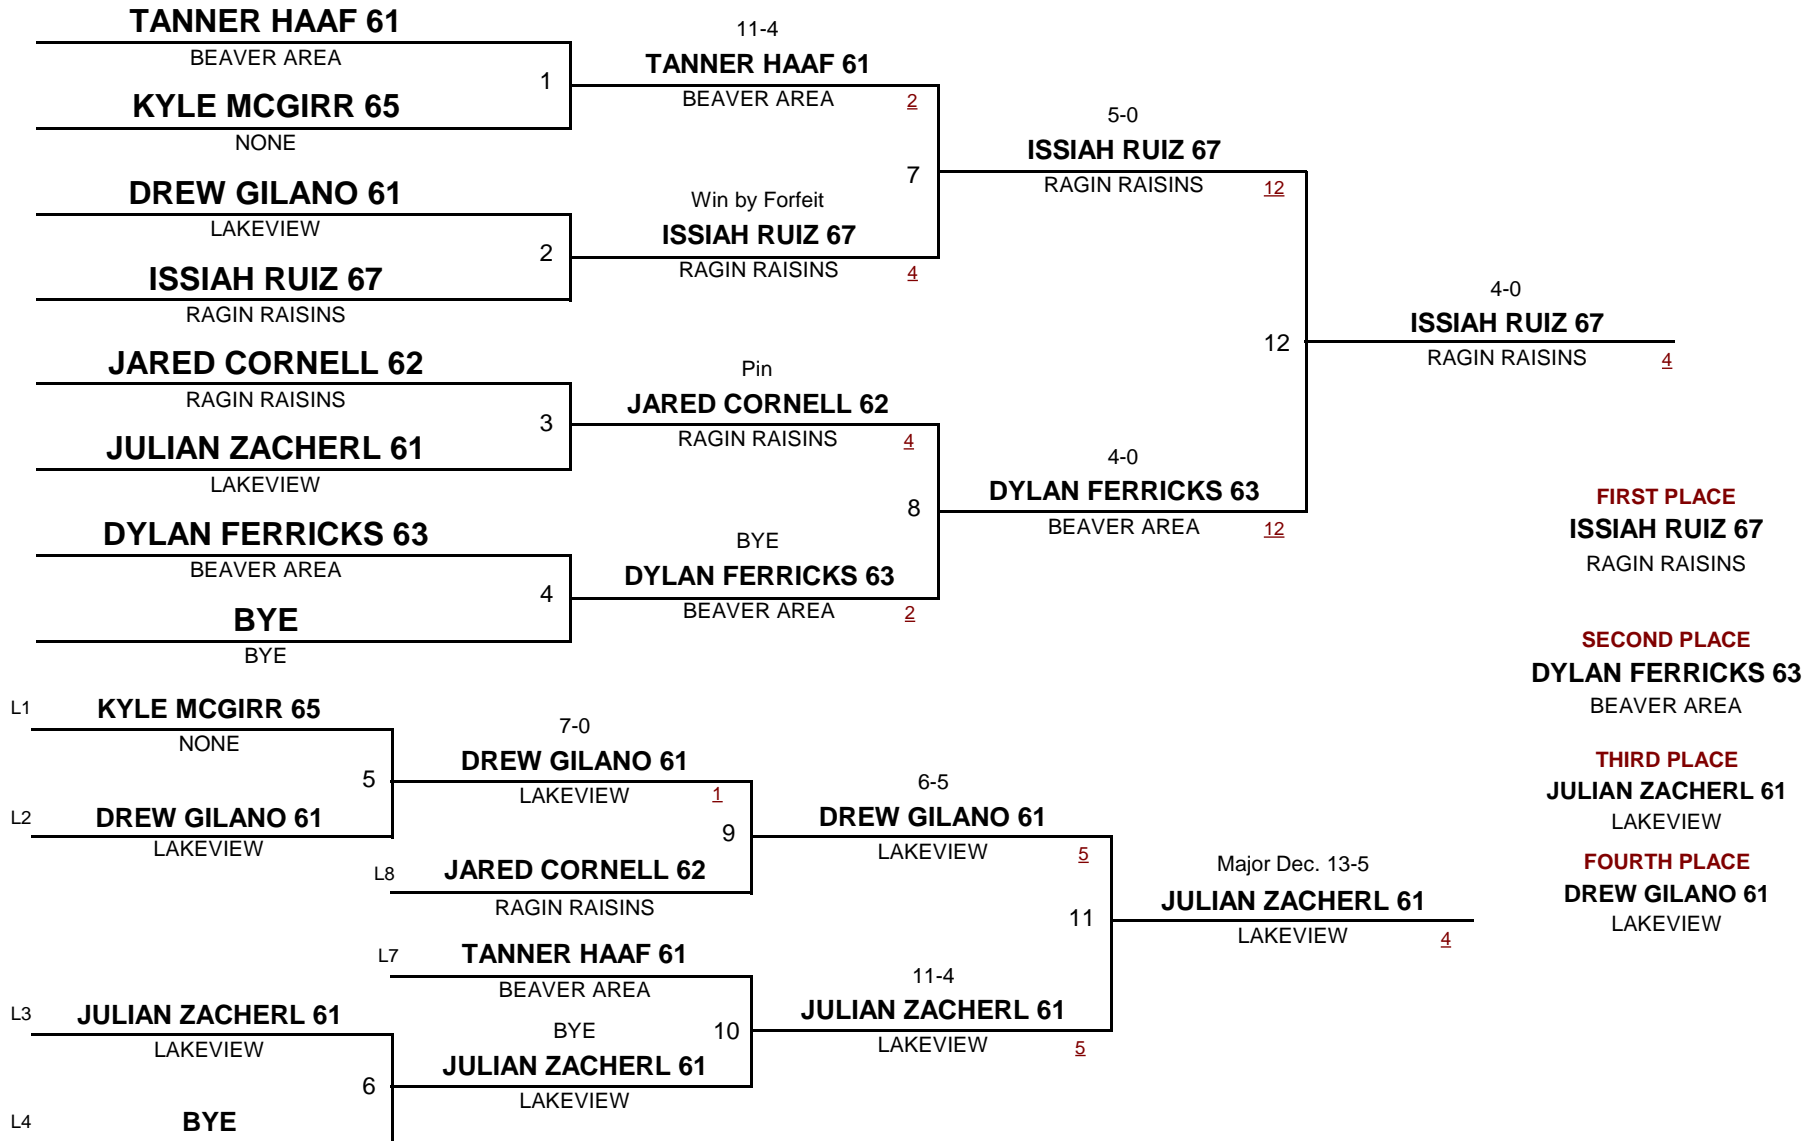 TANNER HAAF 61
BEAVER AREA
1
KYLE MCGIRR 65
NONE
11-4
TANNER HAAF 61
BEAVER AREA
2
DREW GILANO 61
LAKEVIEW
2
ISSIAH RUIZ 67
RAGIN RAISINS
Win by Forfeit
ISSIAH RUIZ 67
RAGIN RAISINS
4
7
5-0
ISSIAH RUIZ 67
RAGIN RAISINS
12
JARED CORNELL 62
RAGIN RAISINS
3
JULIAN ZACHERL 61
LAKEVIEW
Pin
JARED CORNELL 62
RAGIN RAISINS
4
DYLAN FERRICKS 63
BEAVER AREA
4
BYE
BYE
BYE
DYLAN FERRICKS 63
BEAVER AREA
2
8
4-0
DYLAN FERRICKS 63
BEAVER AREA
12
12
4-0
ISSIAH RUIZ 67
RAGIN RAISINS
4
FIRST PLACE
ISSIAH RUIZ 67
RAGIN RAISINS
SECOND PLACE
DYLAN FERRICKS 63
BEAVER AREA
THIRD PLACE
JULIAN ZACHERL 61
LAKEVIEW
FOURTH PLACE
DREW GILANO 61
LAKEVIEW
L1
KYLE MCGIRR 65
NONE
5
L2
DREW GILANO 61
LAKEVIEW
7-0
DREW GILANO 61
LAKEVIEW
1
9
L8
JARED CORNELL 62
RAGIN RAISINS
6-5
DREW GILANO 61
LAKEVIEW
5
L7
TANNER HAAF 61
BEAVER AREA
L3
JULIAN ZACHERL 61
LAKEVIEW
6
L4
BYE
BYE
JULIAN ZACHERL 61
LAKEVIEW
10
11-4
JULIAN ZACHERL 61
LAKEVIEW
5
11
Major Dec. 13-5
JULIAN ZACHERL 61
LAKEVIEW
4